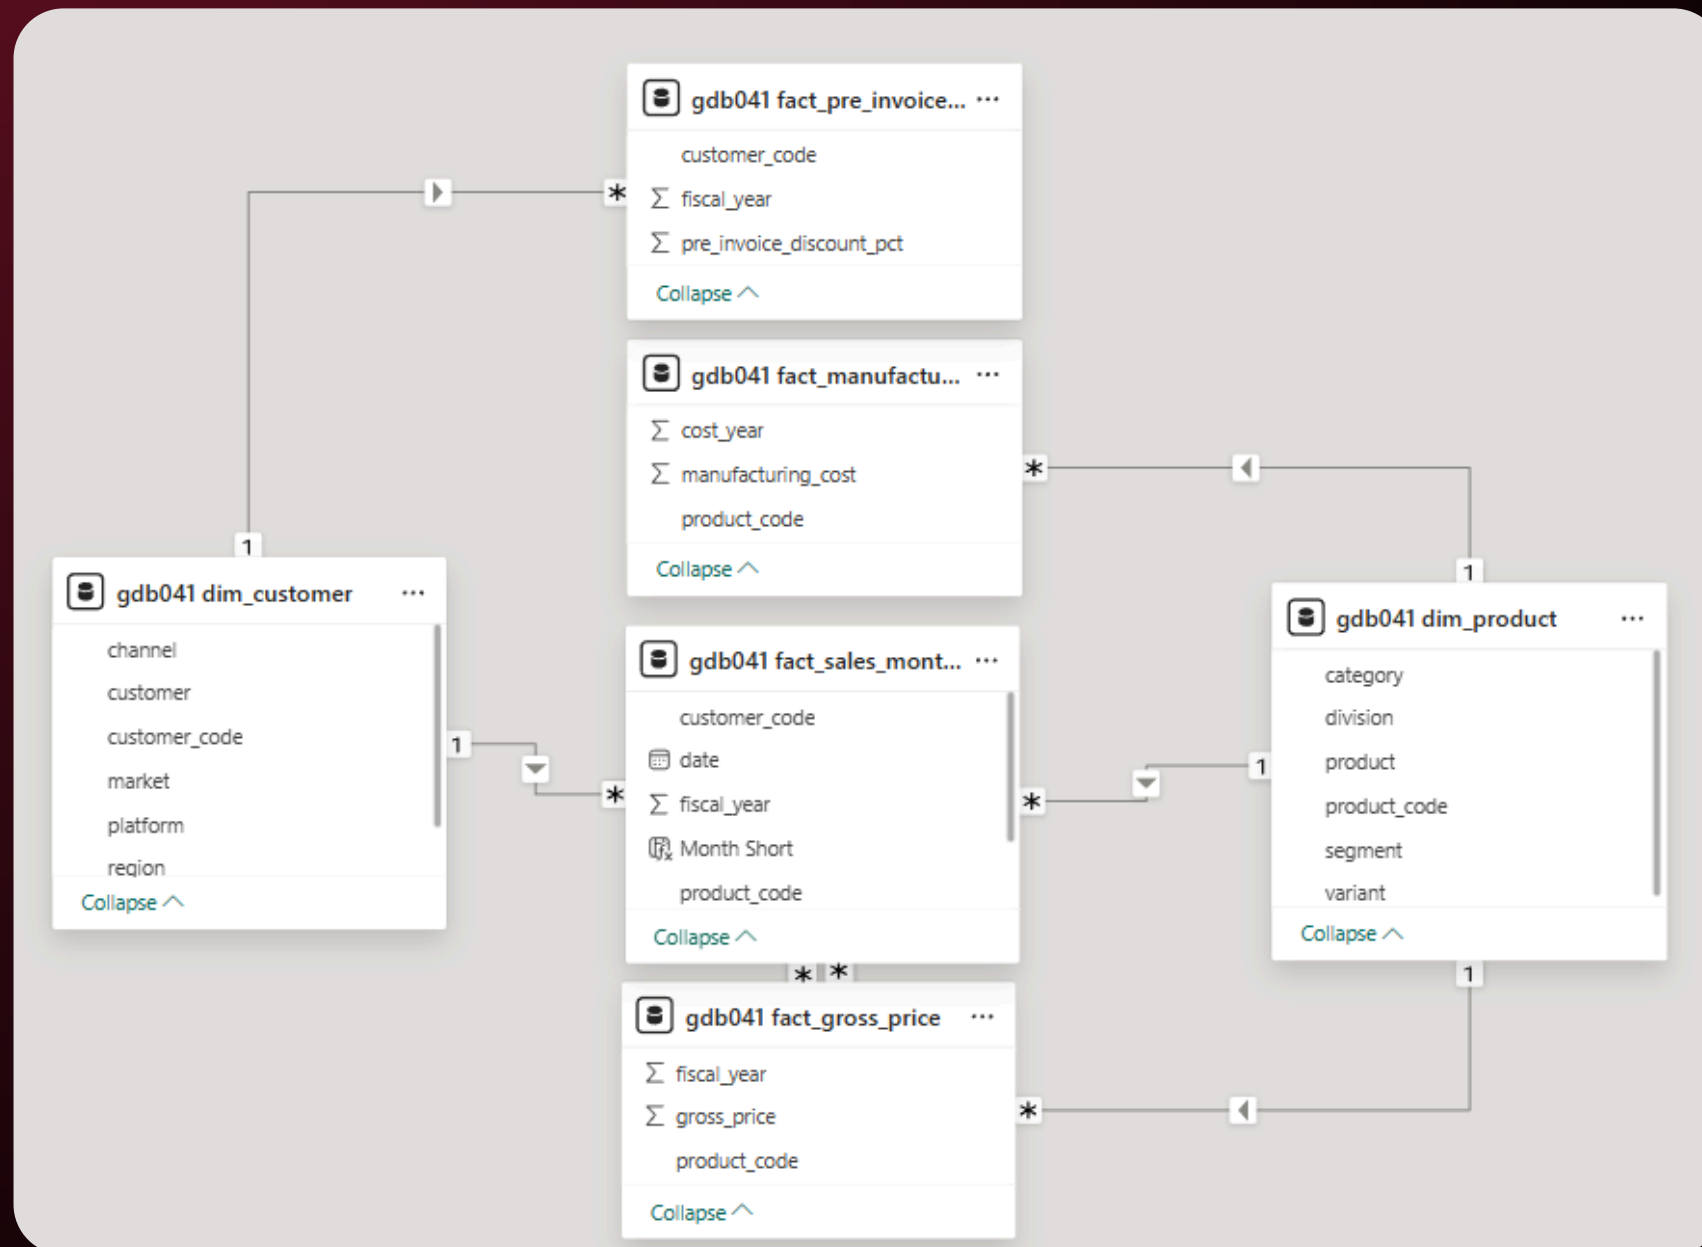 gdb041 fact_pre_invoice... ...
customer_code
∑ fiscal_year
∑ pre_invoice_discount_pct
Collapse
*
gdb041 fact_manufactu... ...
∑ cost_year
∑ manufacturing_cost
product_code
Collapse
*
1
1
gdb041 dim_customer ...
channel
customer
customer_code
market
platform
region
Collapse
1
*
gdb041 fact_sales_mont... ...
customer_code
date
∑ fiscal_year
Month Short
product_code
Collapse
*
1
gdb041 dim_product ...
category
division
product
product_code
segment
variant
Collapse
1
* *
gdb041 fact_gross_price ...
∑ fiscal_year
∑ gross_price
product_code
Collapse
*